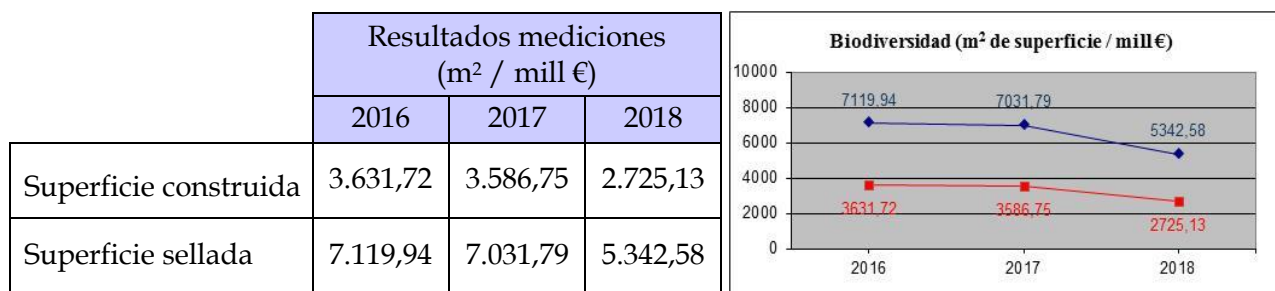 Resultados mediciones
(m² / mill €)
2016 2017 2018
Superficie construida 3.631,72 3.586,75 2.725,13
Superficie sellada 7.119,94 7.031,79 5.342,58
Biodiversidad (m² de superficie / mill €)
10000
8000
6000
4000
2000
0
7119,94 7031,79 5342,58
3631,72 3586,75 2725,13
2016 2017 2018